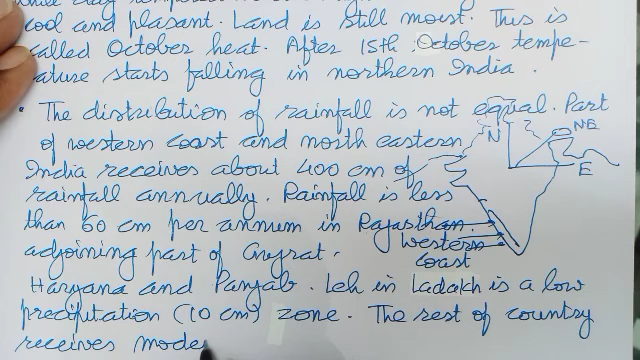 cool and pleasant. Land is still moist. This is
called October heat. After 15th October tempe-
rature starts falling in northern India.
• The distribution of rainfall is not equal. Part
of western coast and north eastern
India receives about 400 cm of
rainfall annually. Rainfall is less
than 60 cm per annum in Rajasthan.
adjoining part of Gujrat.
Haryana and Panjab. Leh in Ladakh is a low
precipitation (10 cm) zone. The rest of country
receives mode
N
NE
E
Western
Coast